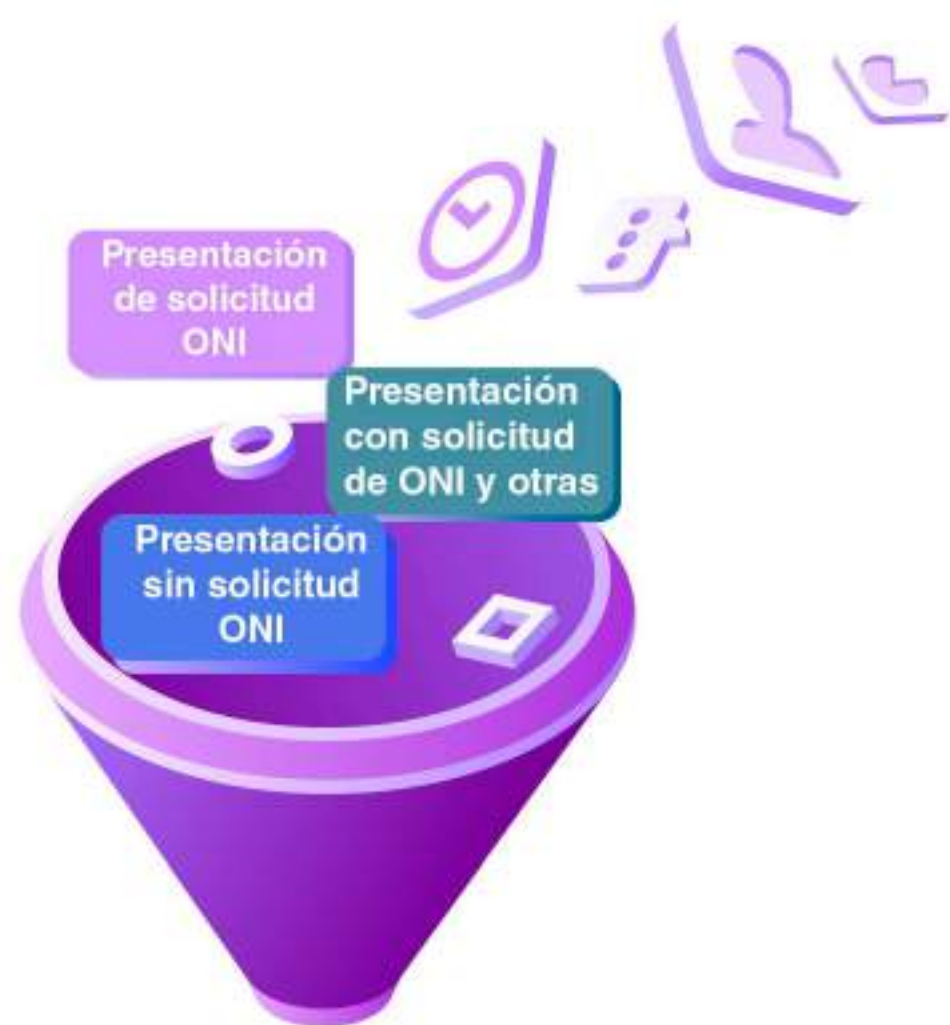 Presentación
de solicitud
ONI
Presentación
con solicitud
de ONI y otras
Presentación
sin solicitud
ONI